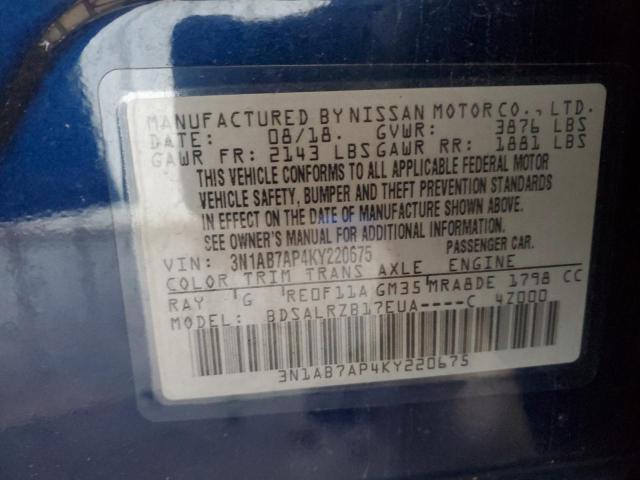 MANUFACTURED BY NISSAN MOTOR CO., LTD.
DATE: 08/18. GVWR: 3876 LBS
GAWR FR: 2143 LBS GAWR RR: 1881 LBS
THIS VEHICLE CONFORMS TO ALL APPLICABLE FEDERAL MOTOR
VEHICLE SAFETY, BUMPER AND THEFT PREVENTION STANDARDS
IN EFFECT ON THE DATE OF MANUFACTURE SHOWN ABOVE.
SEE OWNER'S MANUAL FOR ADDITIONAL INFORMATION
VIN: 3N1AB7AP4KY220675 PASSENGER CAR.
COLOR TRIM TRANS AXLE ENGINE
RAY G RE0F11A GM35 MRA8DE 1798 CC
MODEL: BDSALRZB17EUA----C 4Z000
3N1AB7AP4KY220675